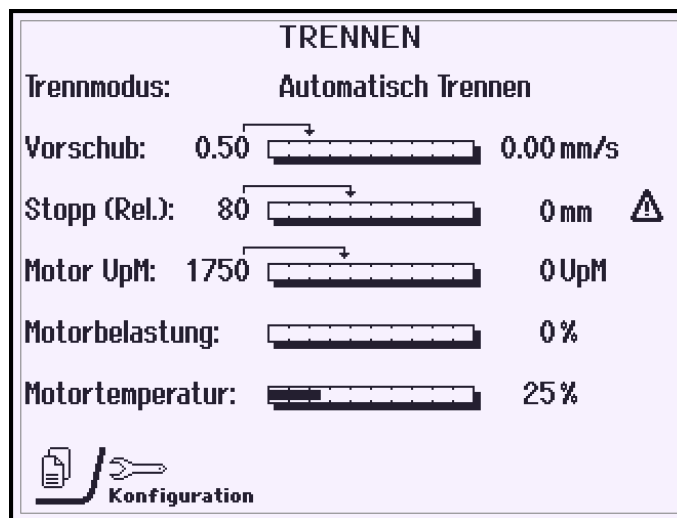 TRENNEN
Trennmodus: Automatisch Trennen
Vorschub: 0.50 0.00 mm/s
Stopp (Rel.): 80 0 mm
Motor UpM: 1750 0 UpM
Motorbelastung: 0 %
Motortemperatur: 25 %
Konfiguration